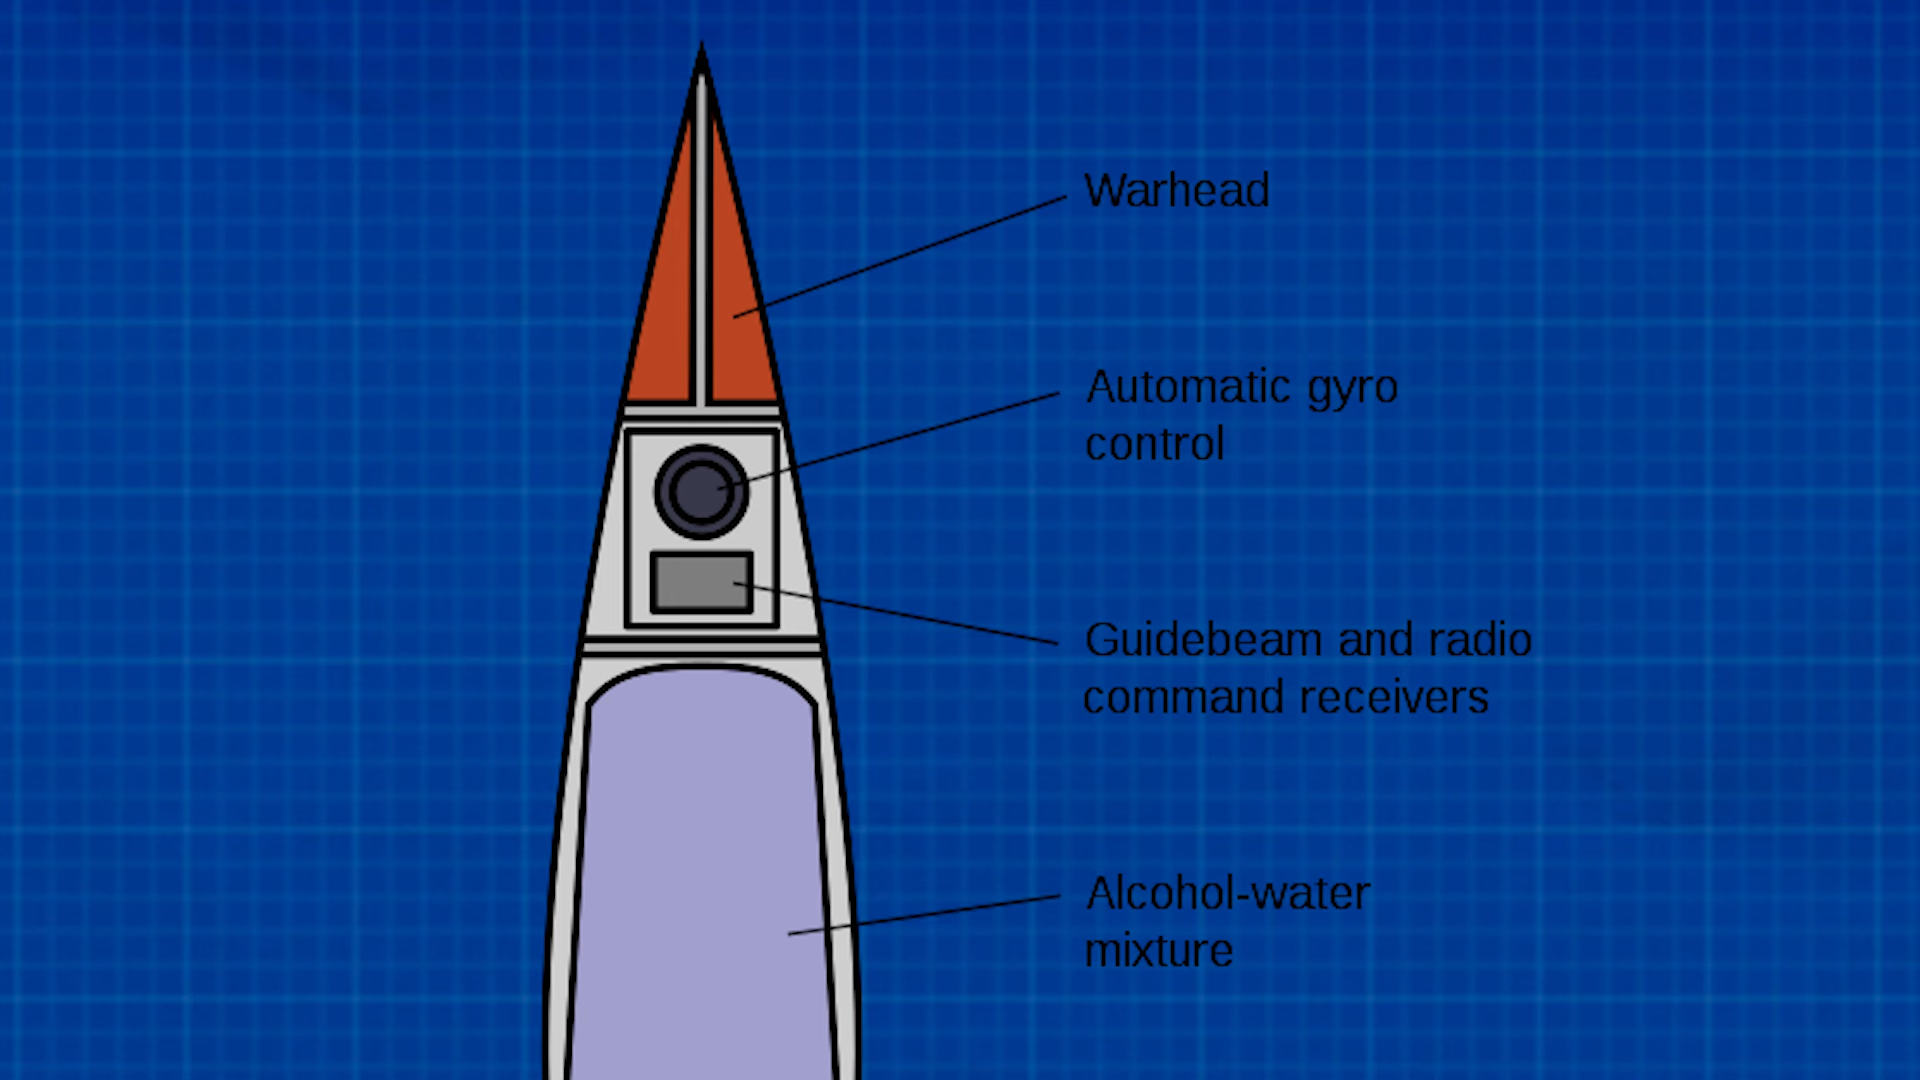 Warhead
Automatic gyro
control
Guidebeam and radio
command receivers
Alcohol-water
mixture